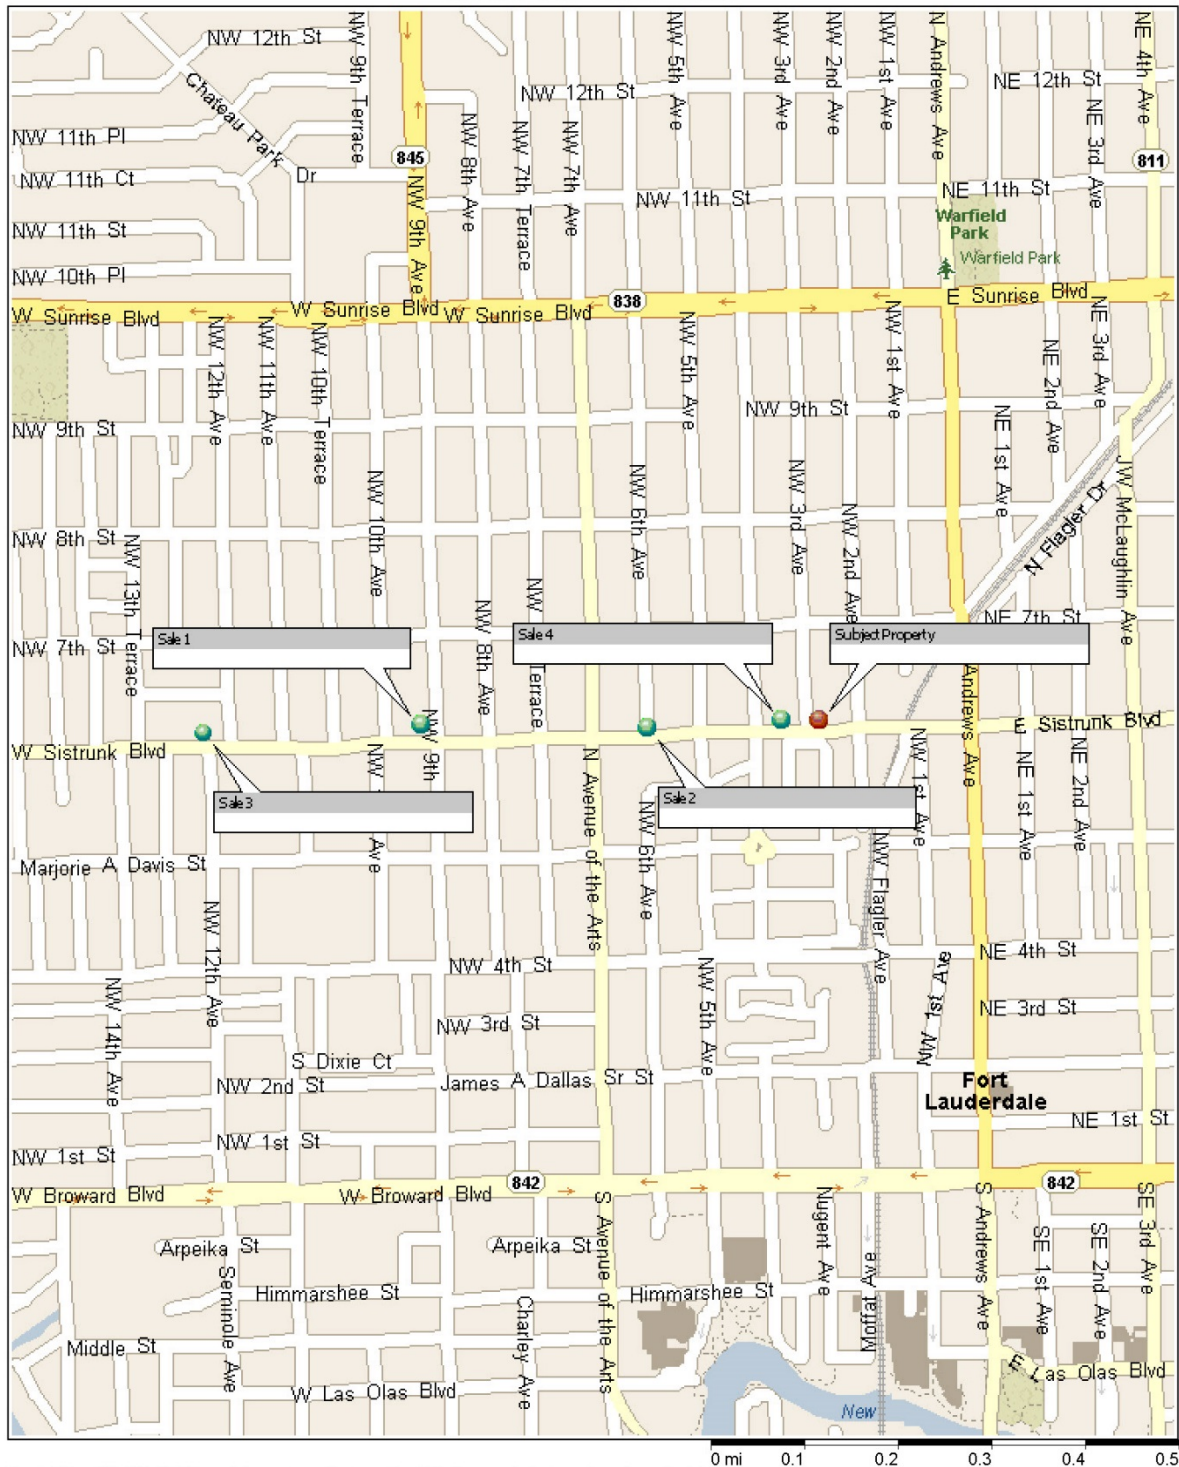 NW 12th St
NW 9th Terrace
845
NW 5th Ave
NW 3rd Ave
NW 2nd Ave
NW 1st Ave
N Andrews Ave
NE 4th Ave
Chateau Park Dr
NW 12th St
NE 12th St
NW 11th Pl
NW 8th Ave
NW 7th Terrace
NW 7th Ave
NE 3rd Ave
811
NW 11th Ct
NW 9th Ave
NW 11th St
NE 11th St
NW 11th St
Warfield
Park
Warfield Park
NW 10th Pl
W Sunrise Blvd
W Sunrise Blvd
W Sunrise Blvd
838
E Sunrise Blvd
NW 12th Ave
NW 11th Ave
NW 10th Terrace
NW 5th Ave
NW 1st Ave
NE 2nd Ave
NE 3rd Ave
NW 9th St
NW 9th St
NE 1st Ave
JW McLaughlin Ave
NW 10th Ave
NW 6th Ave
NW 3rd Ave
NW 2nd Ave
N Flagler Dr
NW 8th St
NW 13th Terrace
NW 8th Ave
NW
Terrace
NE 7th St
NW 7th St
Sale 1
Sale 4
Subject Property
Andrews Ave
NW 9th
W Sistrunk Blvd
E Sistrunk Blvd
NW
Ave
N Avenue of the Arts
NW 1st Ave
NE 1st Ave
NE 2nd Ave
Sale 3
Sale 2
NW 6th Ave
NW Flagler Ave
Marjorie A Davis St
NW 12th Ave
NW 4th St
NE 4th St
NW 14th Ave
NW 5th Ave
NW 1st Ave
NW 3rd St
NE 3rd St
S Dixie Ct
NW 2nd St
James A Dallas Sr St
Fort
Lauderdale
NE 1st St
NW 1st St
NW 1st St
W Broward Blvd
W Broward Blvd
842
842
S Avenue of the Arts
Nugent Ave
S Andrews Ave
SE 3rd Ave
Arpeika St
Arpeika St
Seminole Ave
Moffat Ave
SE 1st Ave
SE 2nd Ave
Himmarshee St
Himmarshee St
Charley Ave
Middle St
W Las Olas Blvd
E Las Olas Blvd
New
0 mi 0.1 0.2 0.3 0.4 0.5